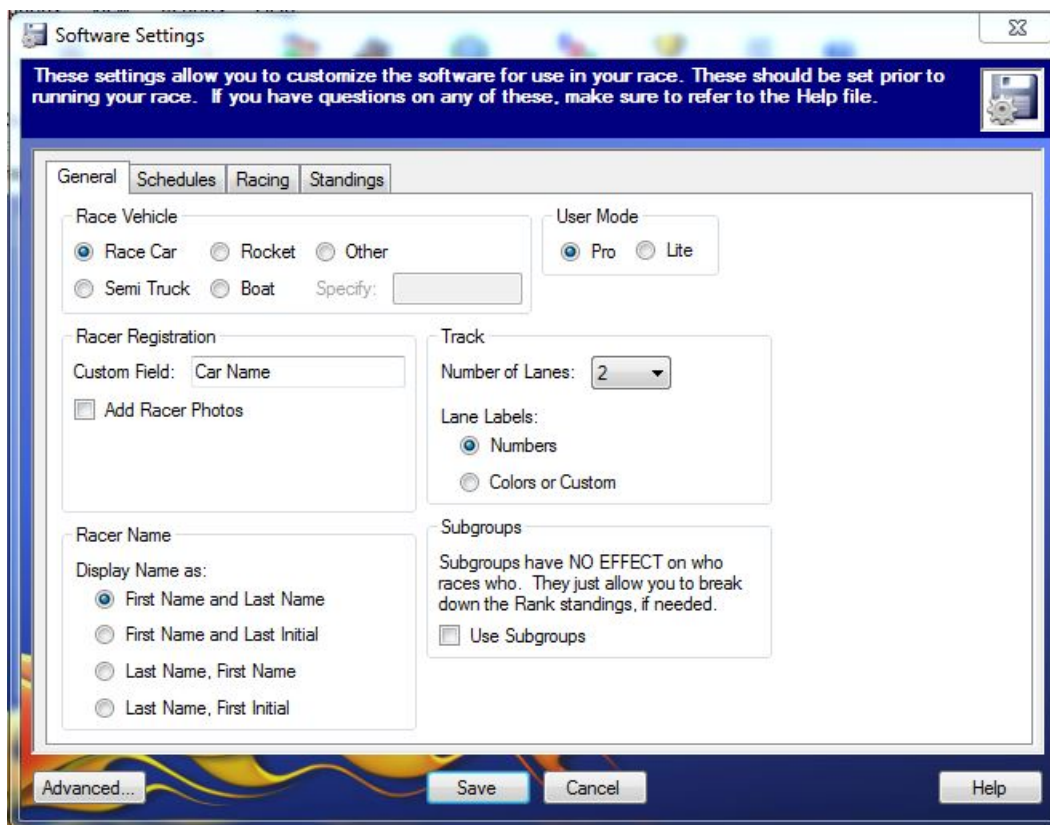 Software Settings
These settings allow you to customize the software for use in your race. These should be set prior to
running your race. If you have questions on any of these, make sure to refer to the Help file.
General Schedules Racing Standings
Race Vehicle
Race Car Rocket Other
Semi Truck Boat Specify:
User Mode
Pro Lite
Racer Registration
Custom Field: Car Name
Add Racer Photos
Track
Number of Lanes: 2
Lane Labels:
Numbers
Colors or Custom
Racer Name
Display Name as:
First Name and Last Name
First Name and Last Initial
Last Name, First Name
Last Name, First Initial
Subgroups
Subgroups have NO EFFECT on who
races who. They just allow you to break
down the Rank standings, if needed.
Use Subgroups
Advanced... Save Cancel Help